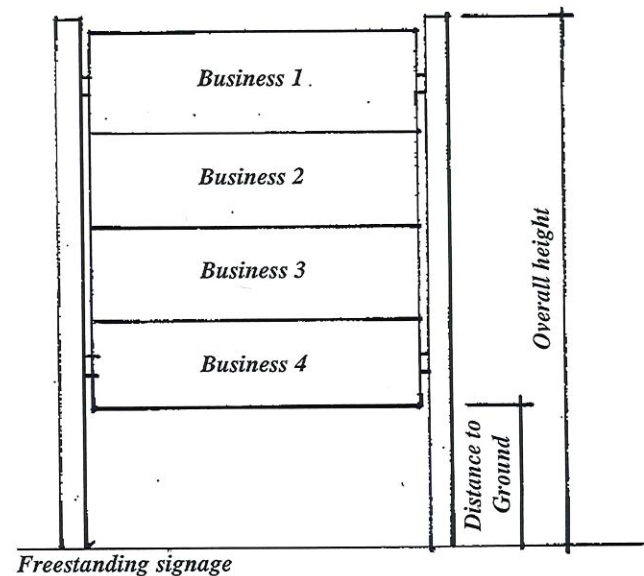 Business 1
Business 2
Business 3
Business 4
Overall height
Distance to
Ground
Freestanding signage